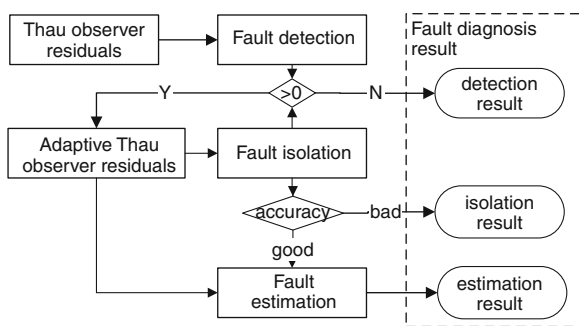 Thau observer
residuals
Fault detection
Fault diagnosis
result
Y
>0
N
detection
result
Adaptive Thau
observer residuals
Fault isolation
accuracy
bad
isolation
result
good
Fault
estimation
estimation
result